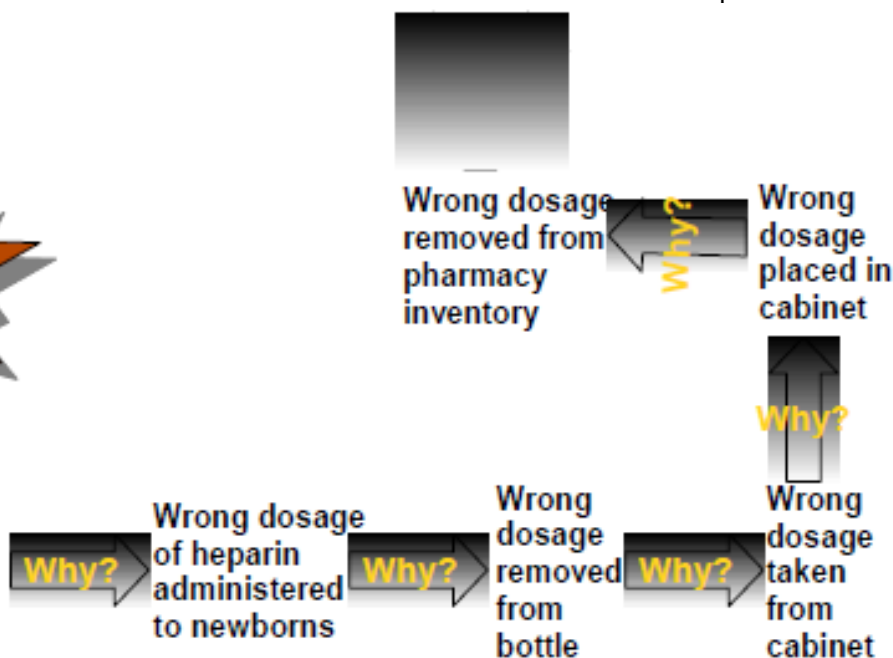 Wrong dosage
removed from
pharmacy
inventory
Why?
Wrong
dosage
placed in
cabinet
Why?
Why?
Wrong dosage
of heparin
administered
to newborns
Why?
Wrong
dosage
removed
from
bottle
Why?
Wrong
dosage
taken
from
cabinet